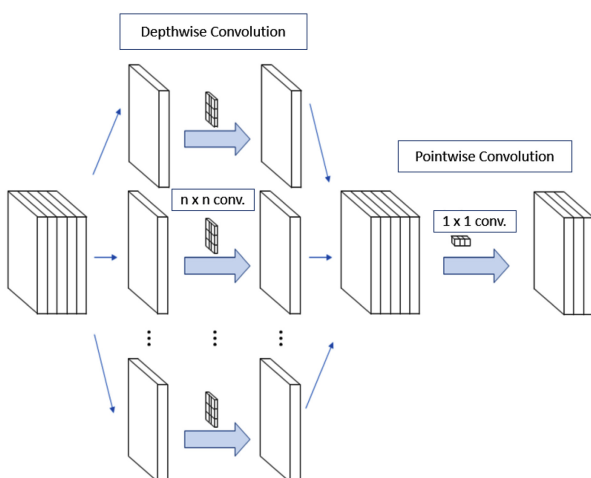 Depthwise Convolution
Pointwise Convolution
n x n conv.
1 x 1 conv.